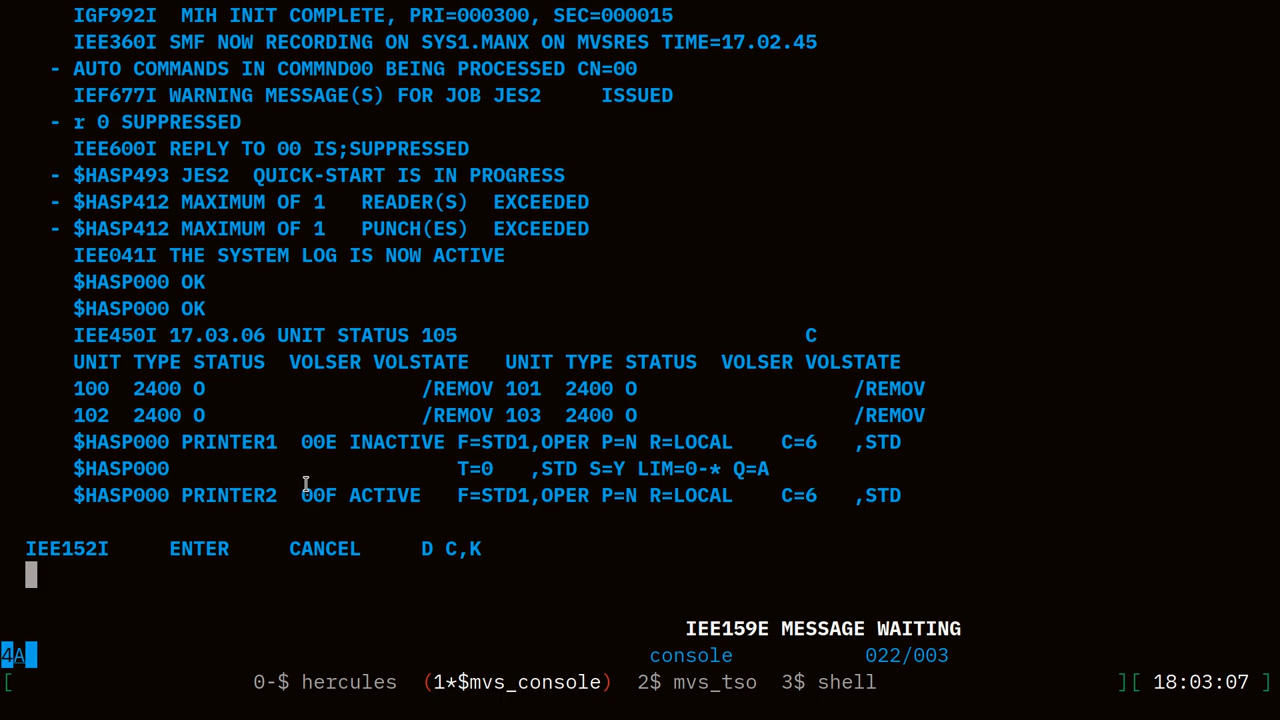 IGF992I  MIH INIT COMPLETE, PRI=000300, SEC=000015
IEE360I SMF NOW RECORDING ON SYS1.MANX ON MVSRES TIME=17.02.45
- AUTO COMMANDS IN COMMND00 BEING PROCESSED CN=00
IEF677I WARNING MESSAGE(S) FOR JOB JES2     ISSUED
- r 0 SUPPRESSED
IEE600I REPLY TO 00 IS;SUPPRESSED
- $HASP493 JES2  QUICK-START IS IN PROGRESS
- $HASP412 MAXIMUM OF 1   READER(S)  EXCEEDED
- $HASP412 MAXIMUM OF 1   PUNCH(ES)  EXCEEDED
IEE041I THE SYSTEM LOG IS NOW ACTIVE
$HASP000 OK
$HASP000 OK
IEE450I 17.03.06 UNIT STATUS 105                             C
UNIT TYPE STATUS  VOLSER VOLSTATE   UNIT TYPE STATUS  VOLSER VOLSTATE
100  2400 O                  /REMOV 101  2400 O                  /REMOV
102  2400 O                  /REMOV 103  2400 O                  /REMOV
$HASP000 PRINTER1  00E INACTIVE F=STD1,OPER P=N R=LOCAL    C=6   ,STD
$HASP000                        T=0   ,STD S=Y LIM=0-* Q=A
$HASP000 PRINTER2  00F ACTIVE   F=STD1,OPER P=N R=LOCAL    C=6   ,STD
IEE152I     ENTER     CANCEL     D C,K
IEE159E MESSAGE WAITING
4A console           022/003
[ 0-$ hercules  (1*$mvs_console)  2$ mvs_tso  3$ shell ][ 18:03:07 ]